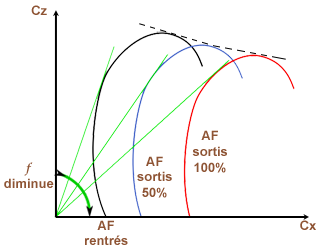 Cz
AF
sortis
50%
AF
sortis
100%
f
diminue
AF
rentrés
Cx